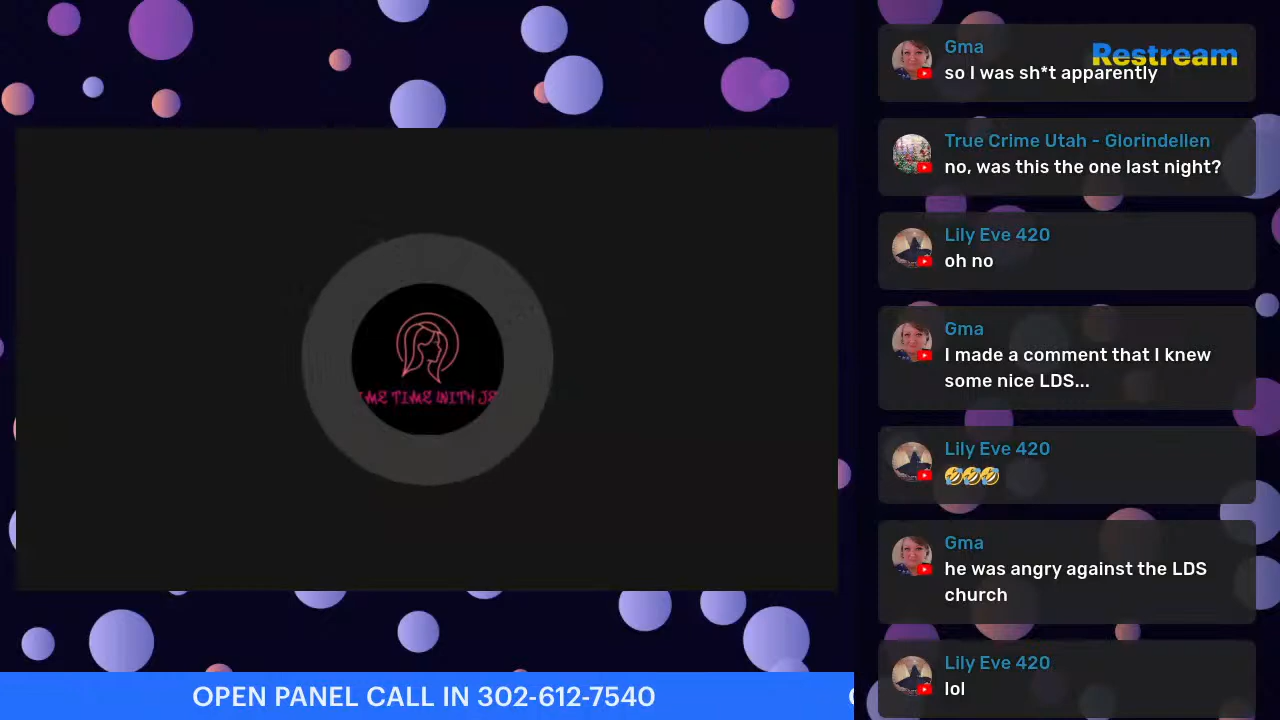 TIME WITH
OPEN PANEL CALL IN 302-612-7540
Restream
Gma
so I was sh*t apparently
True Crime Utah - Glorindellen
no, was this the one last night?
Lily Eve 420
oh no
Gma
I made a comment that I knew
some nice LDS...
Lily Eve 420
🤣🤣🤣
Gma
he was angry against the LDS
church
Lily Eve 420
lol